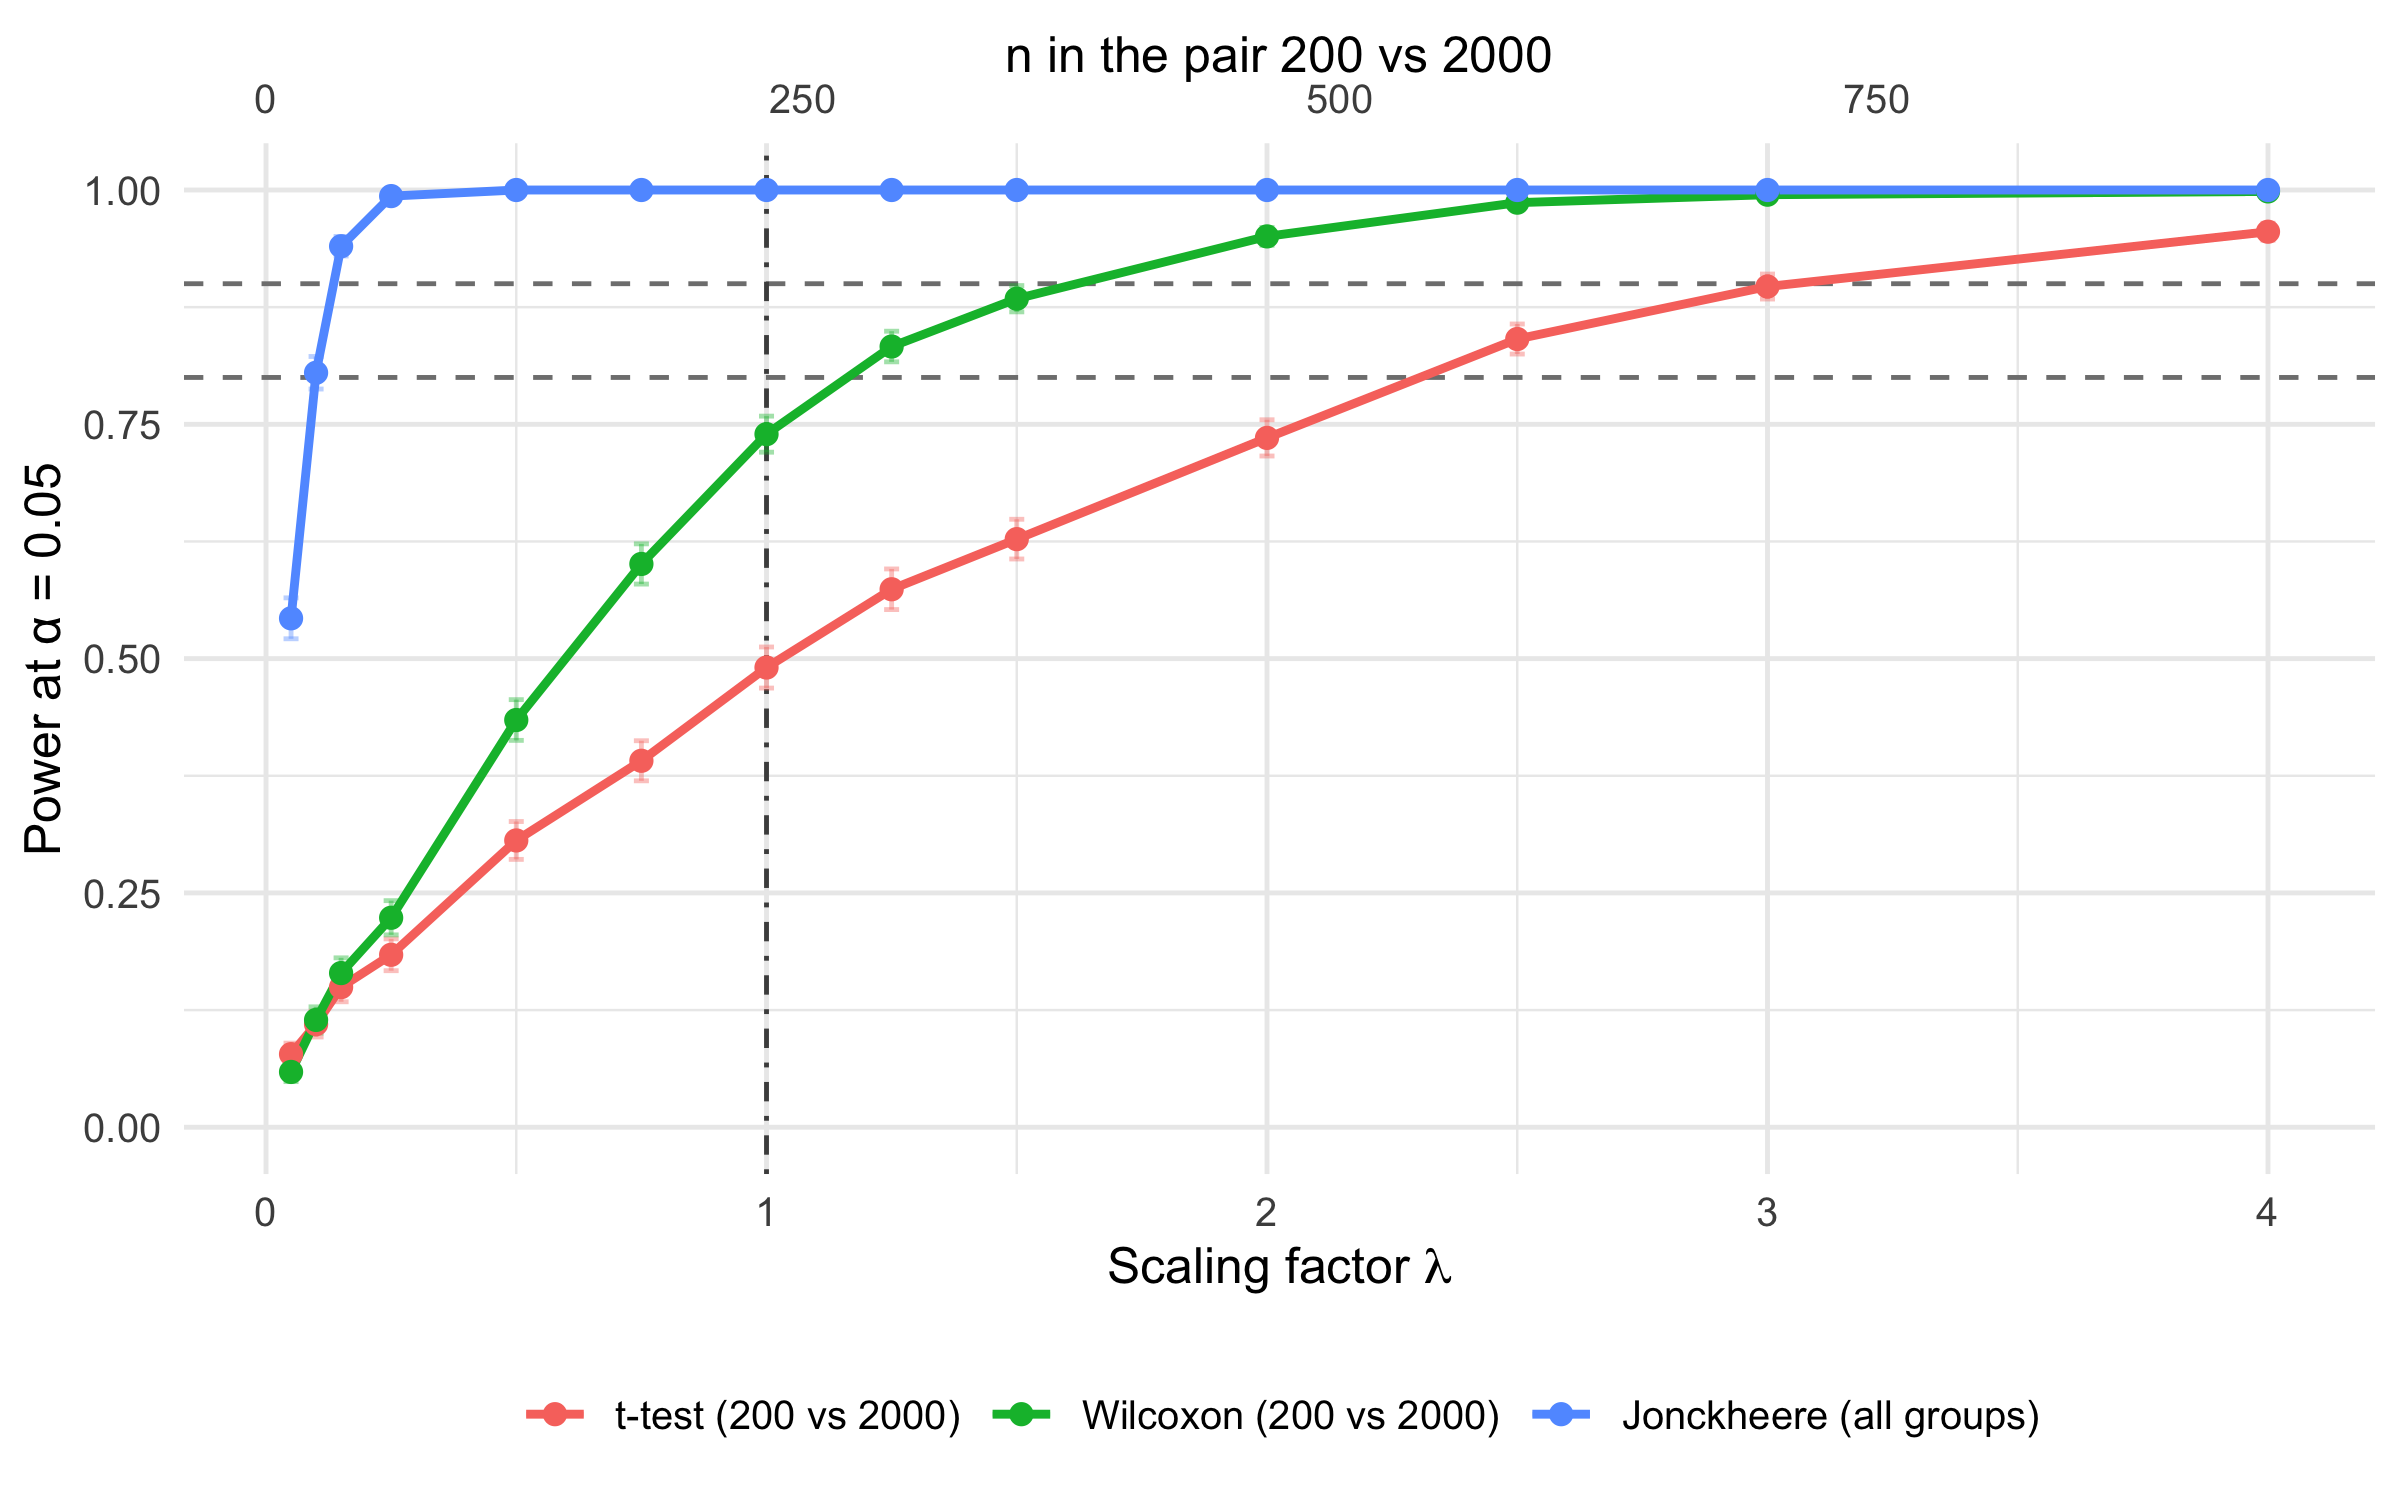 n in the pair 200 vs 2000
0 250 500 750
1.00
0.75
0.50
0.25
0.00
Power at α = 0.05
0 1 2 3 4
Scaling factor λ
t-test (200 vs 2000) Wilcoxon (200 vs 2000) Jonckheere (all groups)